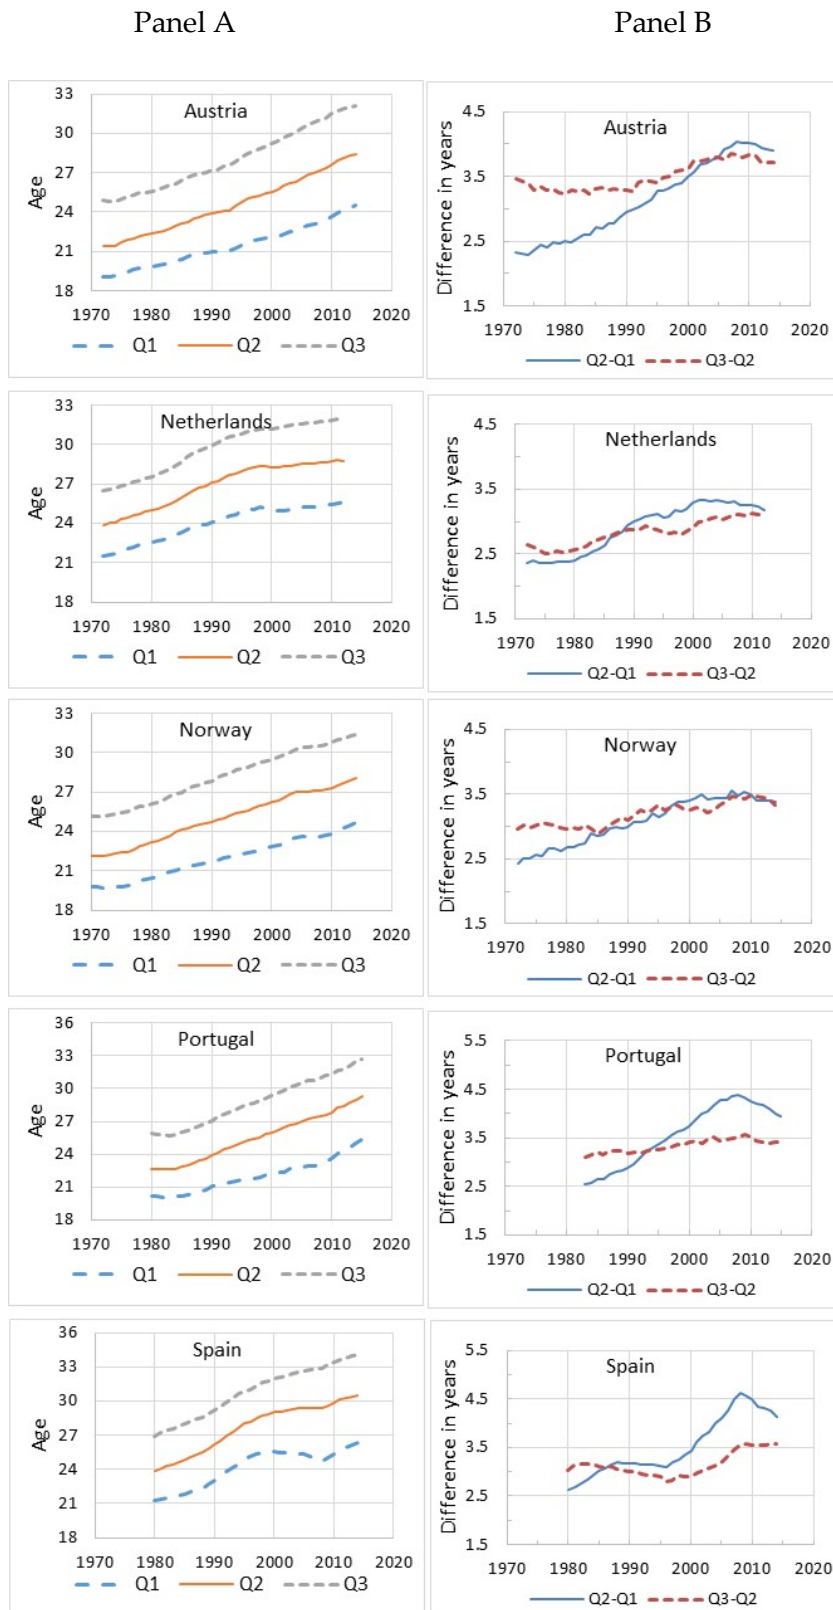 Panel A Panel B
Austria
Age
33
30
27
24
21
18
1970 1980 1990 2000 2010 2020
Q1 Q2 Q3
Austria
Difference in years
4.5
3.5
2.5
1.5
1970 1980 1990 2000 2010 2020
Q2-Q1 Q3-Q2
Netherlands
Age
33
30
27
24
21
18
1970 1980 1990 2000 2010 2020
Q1 Q2 Q3
Netherlands
Difference in years
4.5
3.5
2.5
1.5
1970 1980 1990 2000 2010 2020
Q2-Q1 Q3-Q2
Norway
Age
33
30
27
24
21
18
1970 1980 1990 2000 2010 2020
Q1 Q2 Q3
Norway
Difference in years
4.5
3.5
2.5
1.5
1970 1980 1990 2000 2010 2020
Q2-Q1 Q3-Q2
Portugal
Age
36
33
30
27
24
21
18
1970 1980 1990 2000 2010 2020
Q1 Q2 Q3
Portugal
Difference in years
5.5
4.5
3.5
2.5
1.5
1970 1980 1990 2000 2010 2020
Q2-Q1 Q3-Q2
Spain
Age
36
33
30
27
24
21
18
1970 1980 1990 2000 2010 2020
Q1 Q2 Q3
Spain
Difference in years
5.5
4.5
3.5
2.5
1.5
1970 1980 1990 2000 2010 2020
Q2-Q1 Q3-Q2